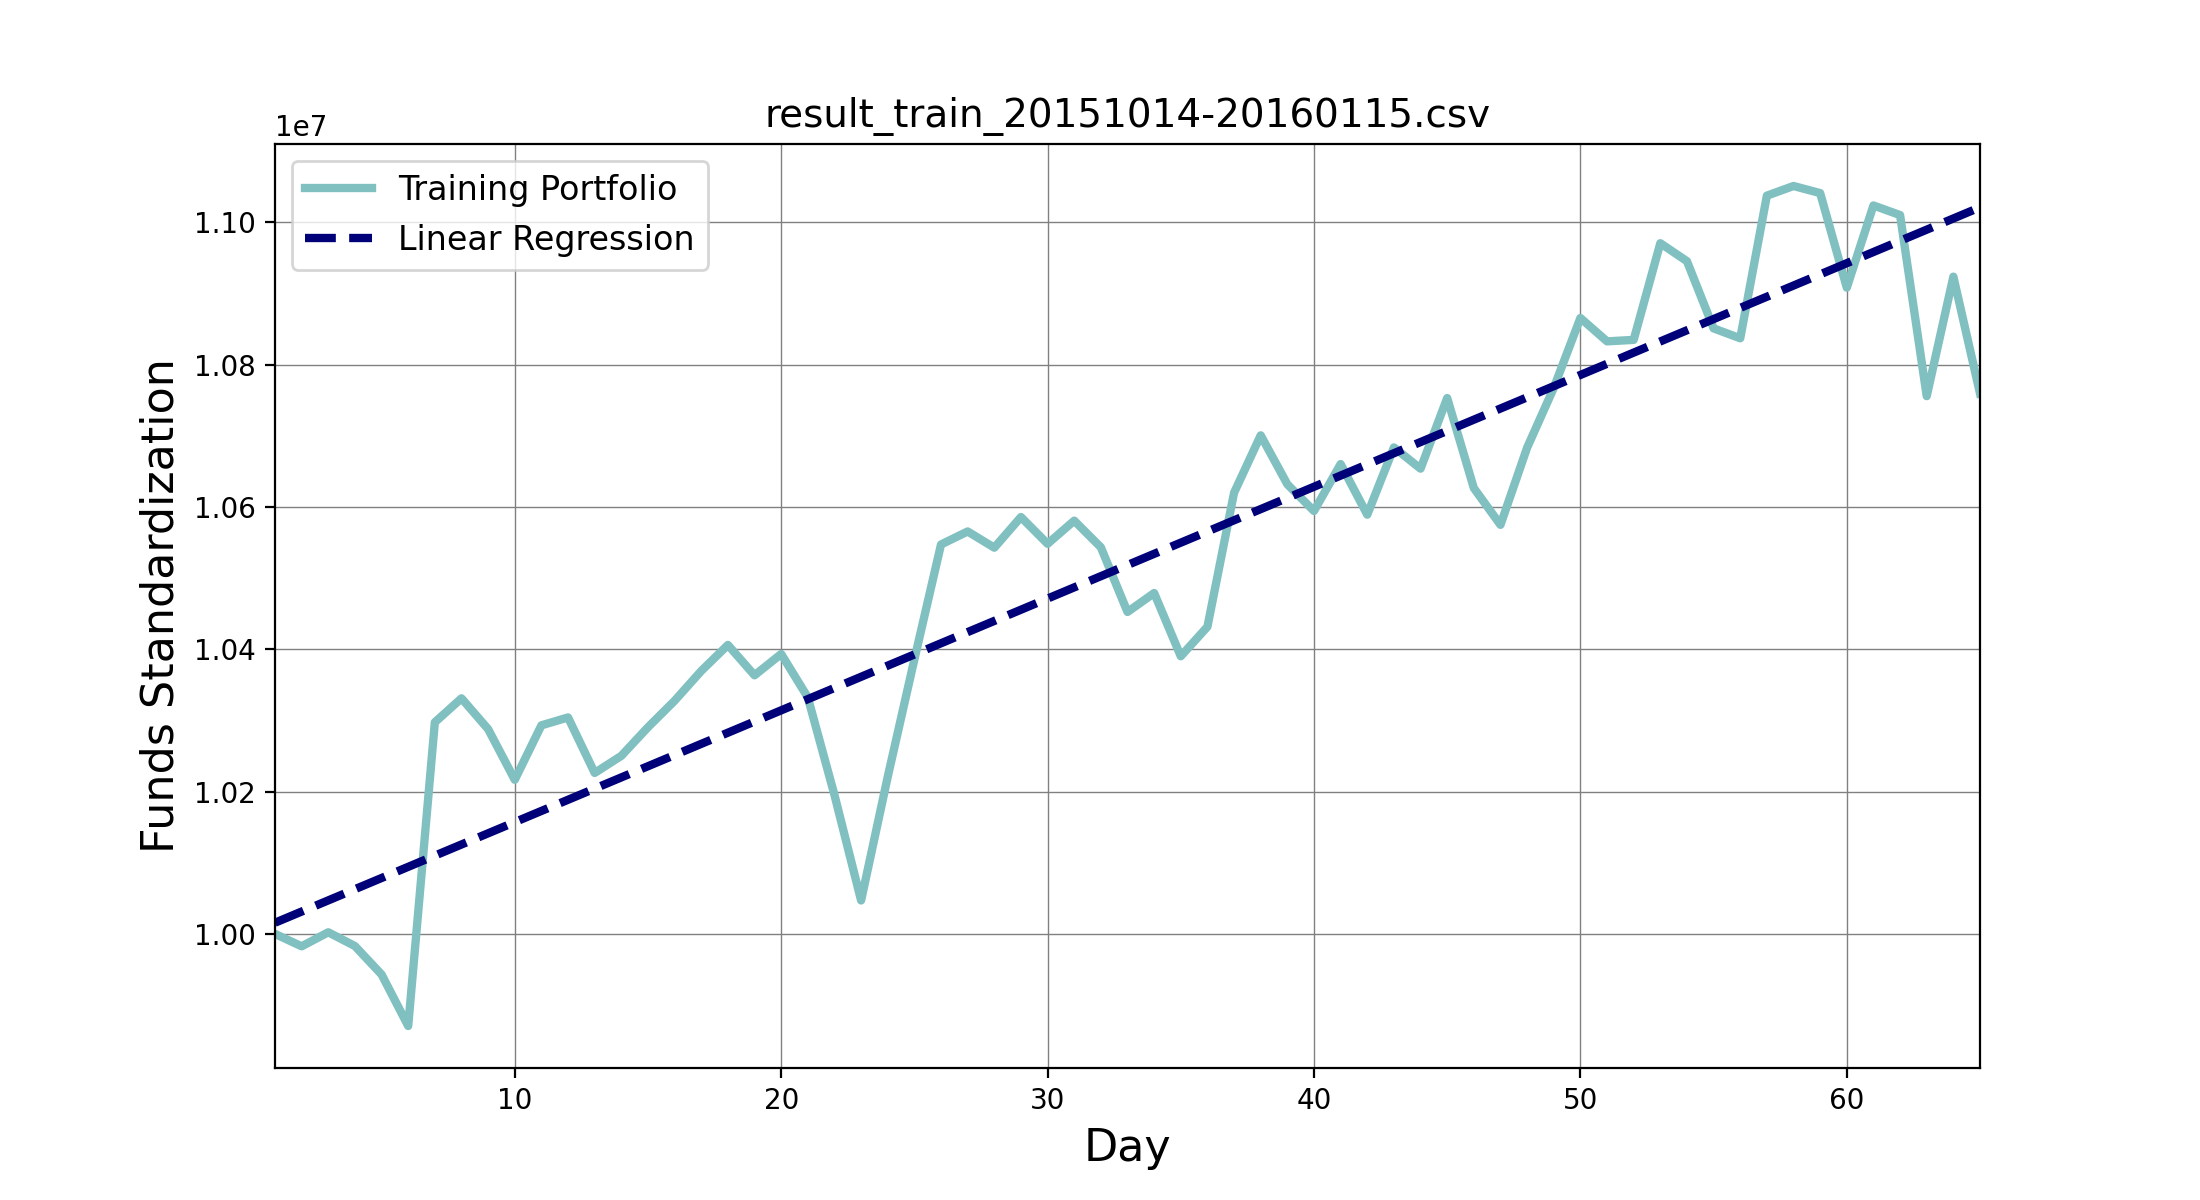 result_train_20151014-20160115.csv
1e7
Training Portfolio
Linear Regression
1.10
1.08
1.06
1.04
1.02
1.00
Funds Standardization
10 20 30 40 50 60
Day